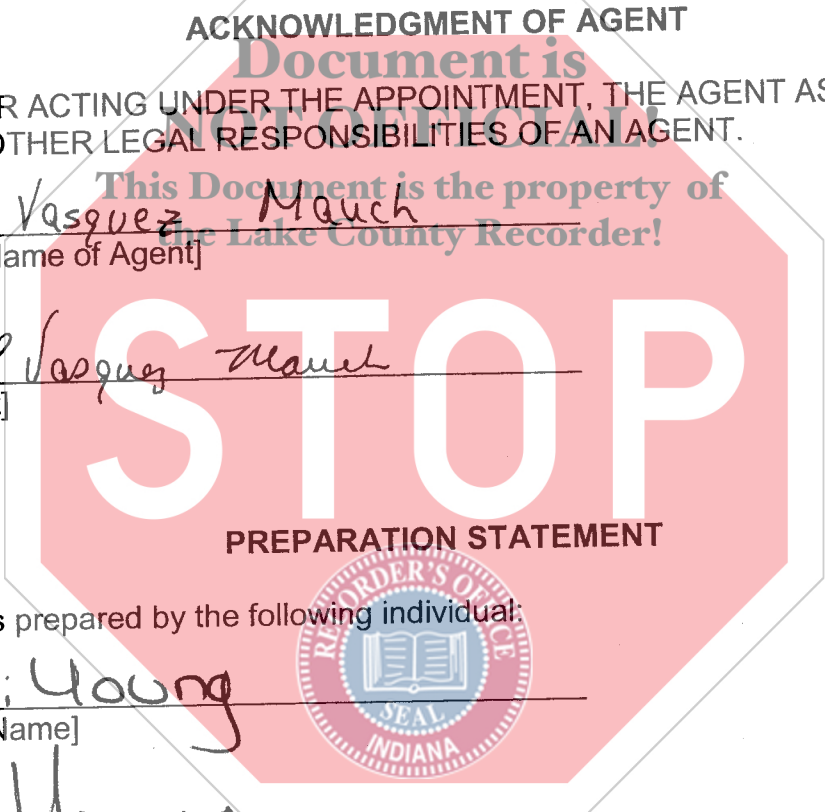 ACKNOWLEDGMENT OF AGENT
Document is
R ACTING UNDER THE APPOINTMENT, THE AGENT AS
NOT OFFICIAL!
OTHER LEGAL RESPONSIBILITIES OF AN AGENT.
This Document is the property of
Vasquez Mauch
the Lake County Recorder!
ame of Agent]
Vasquez Mauch
]
STOP
PREPARATION STATEMENT
RECORDER'S OFFICE
s prepared by the following individual:
i Young
SEAL
Name]
INDIANA